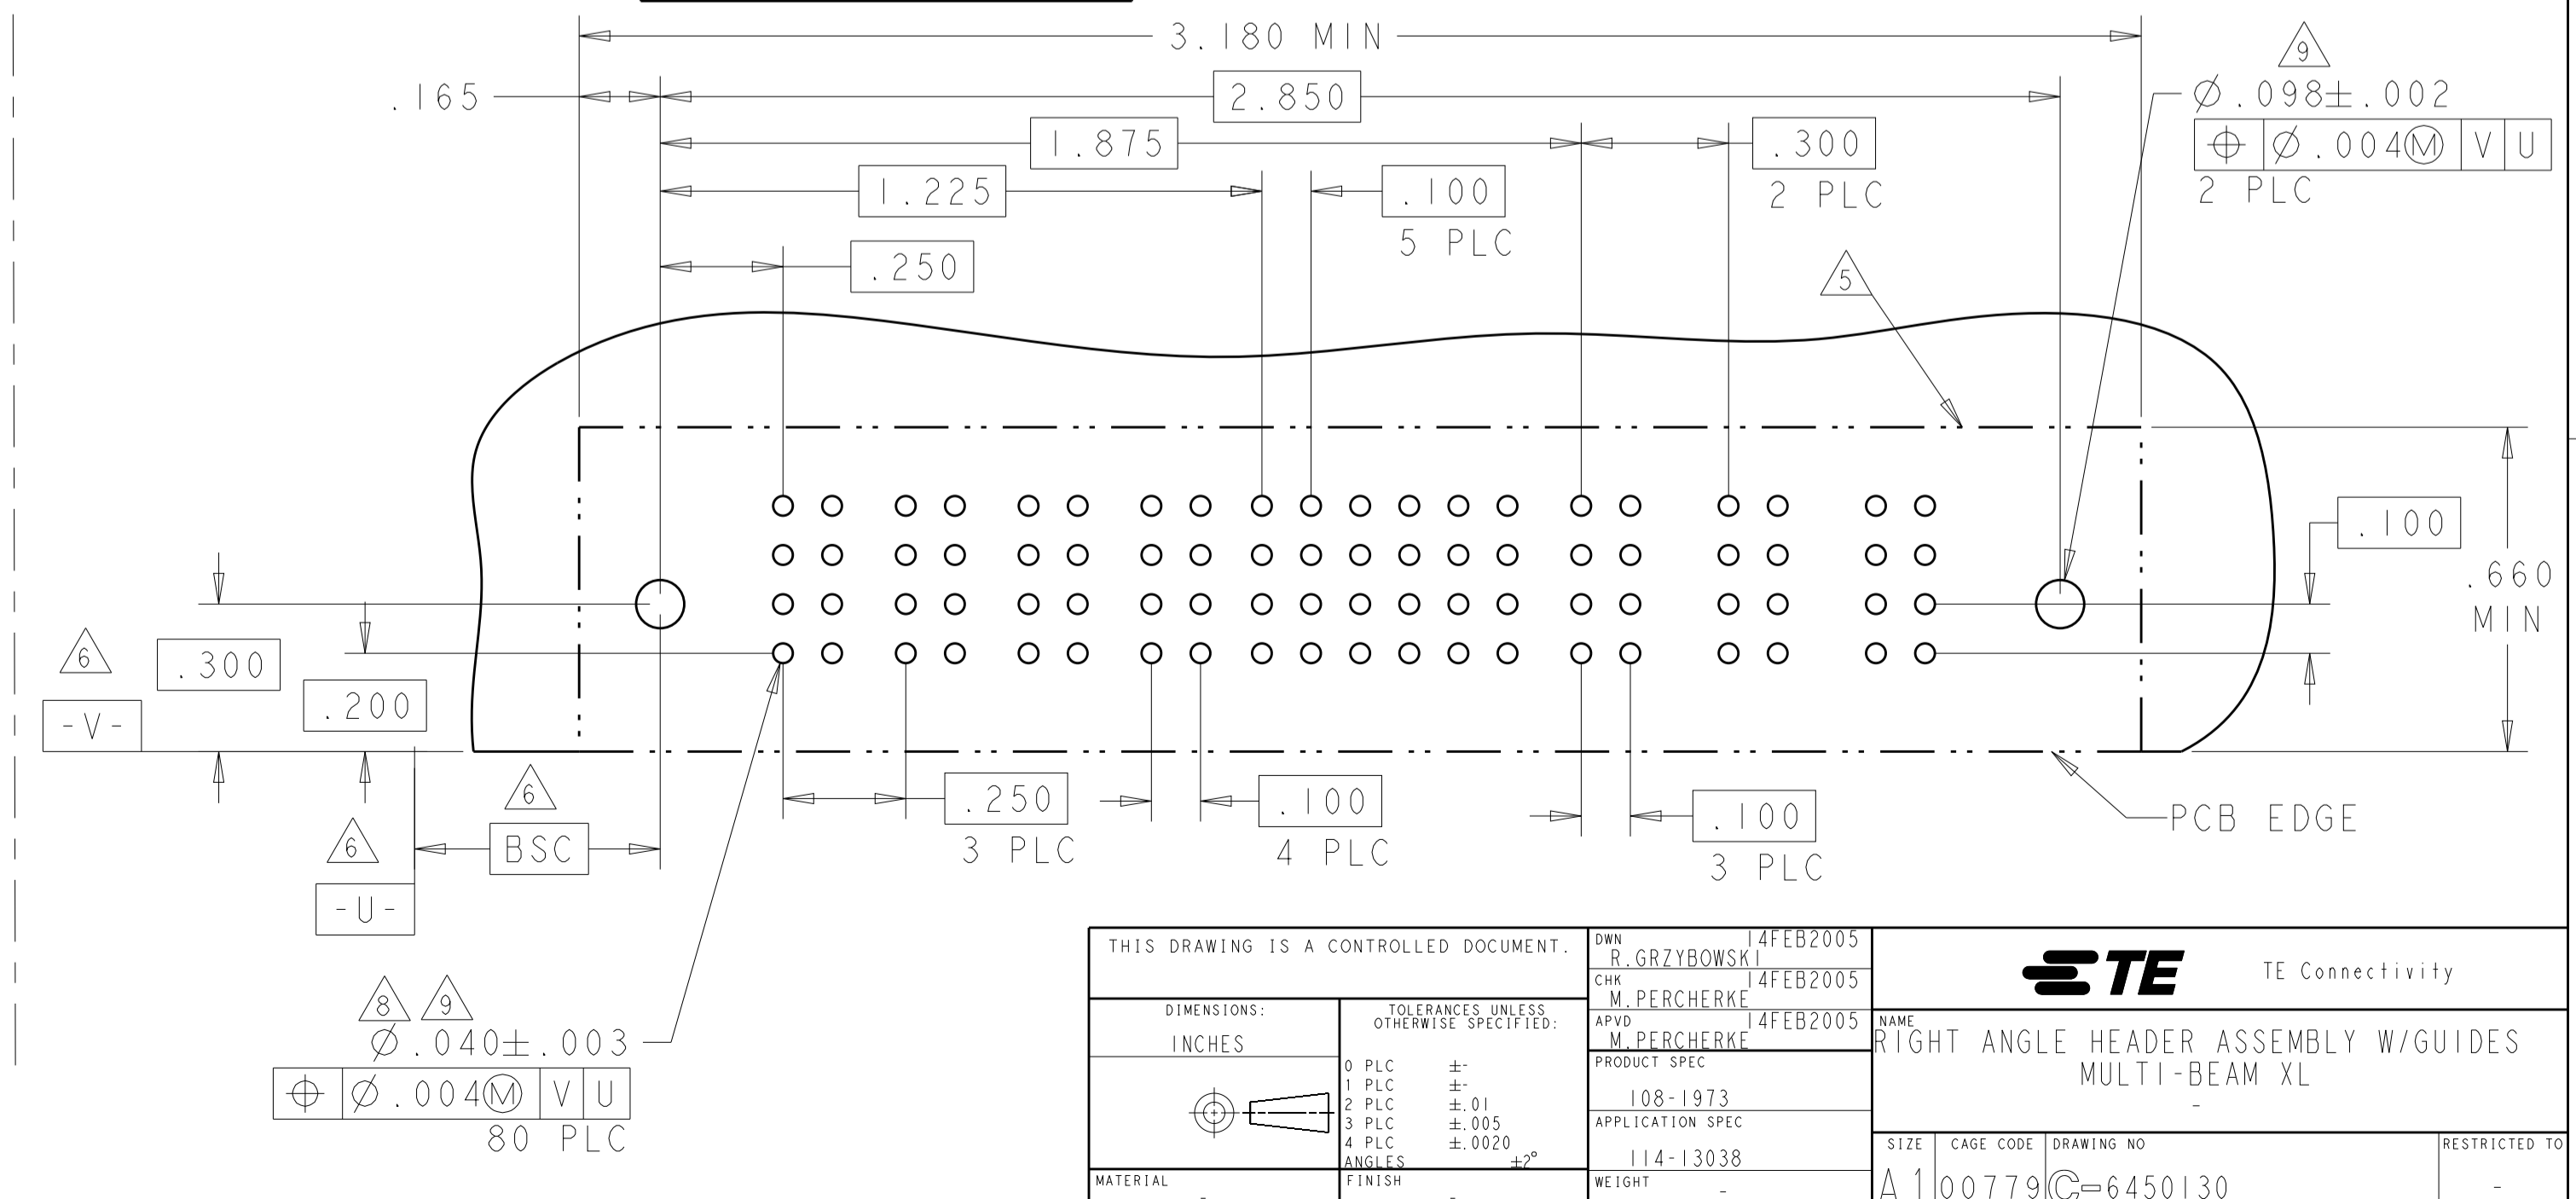 3.180 MIN
9
.165
2.850
Ø.098±.002
⌖ Ø.004Ⓜ V U
2 PLC
1.875
.300
2 PLC
1.225
.100
5 PLC
.250
5
.100
.660
MIN
6
.300
.200
-V-
6
.250
3 PLC
.100
4 PLC
.100
3 PLC
PCB EDGE
6
BSC
-U-
8 9
Ø.040±.003
⌖ Ø.004Ⓜ V U
80 PLC
THIS DRAWING IS A CONTROLLED DOCUMENT.
DIMENSIONS:
INCHES
TOLERANCES UNLESS
OTHERWISE SPECIFIED:
0 PLC ±-
1 PLC ±-
2 PLC ±.01
3 PLC ±.005
4 PLC ±.0020
ANGLES ±2°
MATERIAL
-
FINISH
-
DWN 14FEB2005
R.GRZYBOWSKI
CHK 14FEB2005
M.PERCHERKE
APVD 14FEB2005
M.PERCHERKE
PRODUCT SPEC
108-1973
APPLICATION SPEC
114-13038
WEIGHT -
TE TE Connectivity
NAME
RIGHT ANGLE HEADER ASSEMBLY W/GUIDES
MULTI-BEAM XL
-
SIZE CAGE CODE DRAWING NO RESTRICTED TO
A1 00779 C-6450130 -